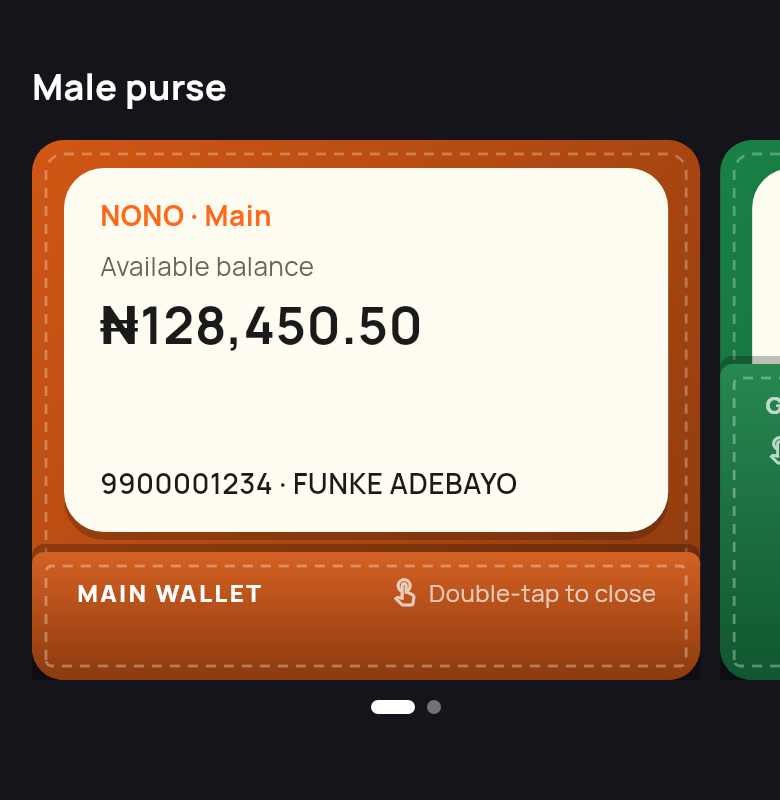 Male purse
NONO · Main
Available balance
₦128,450.50
9900001234 · FUNKE ADEBAYO
MAIN WALLET
Double-tap to close